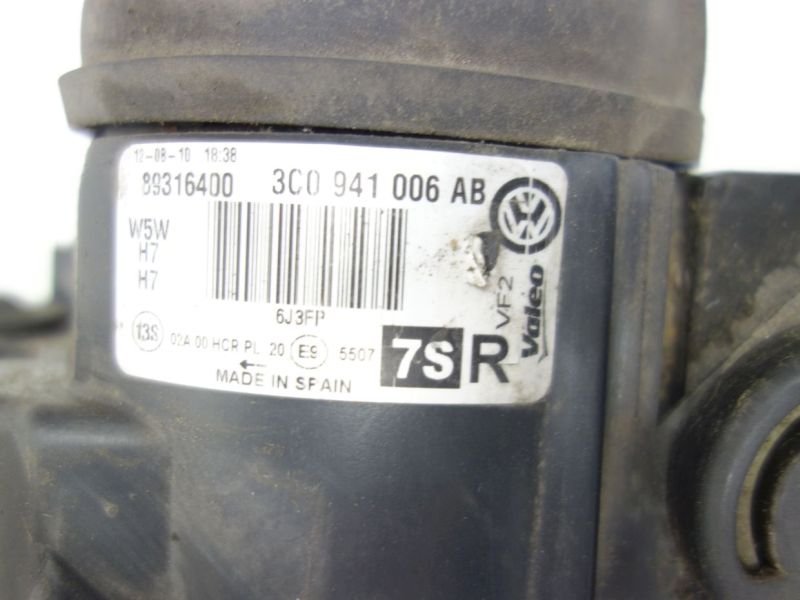 12-08-10 18:38
89316400 3C0 941 006 AB
W5W
H7
H7
6J3FP
VF2
Valeo
13S 02A 00 HCR PL 20 E9 5507 7S R
MADE IN SPAIN